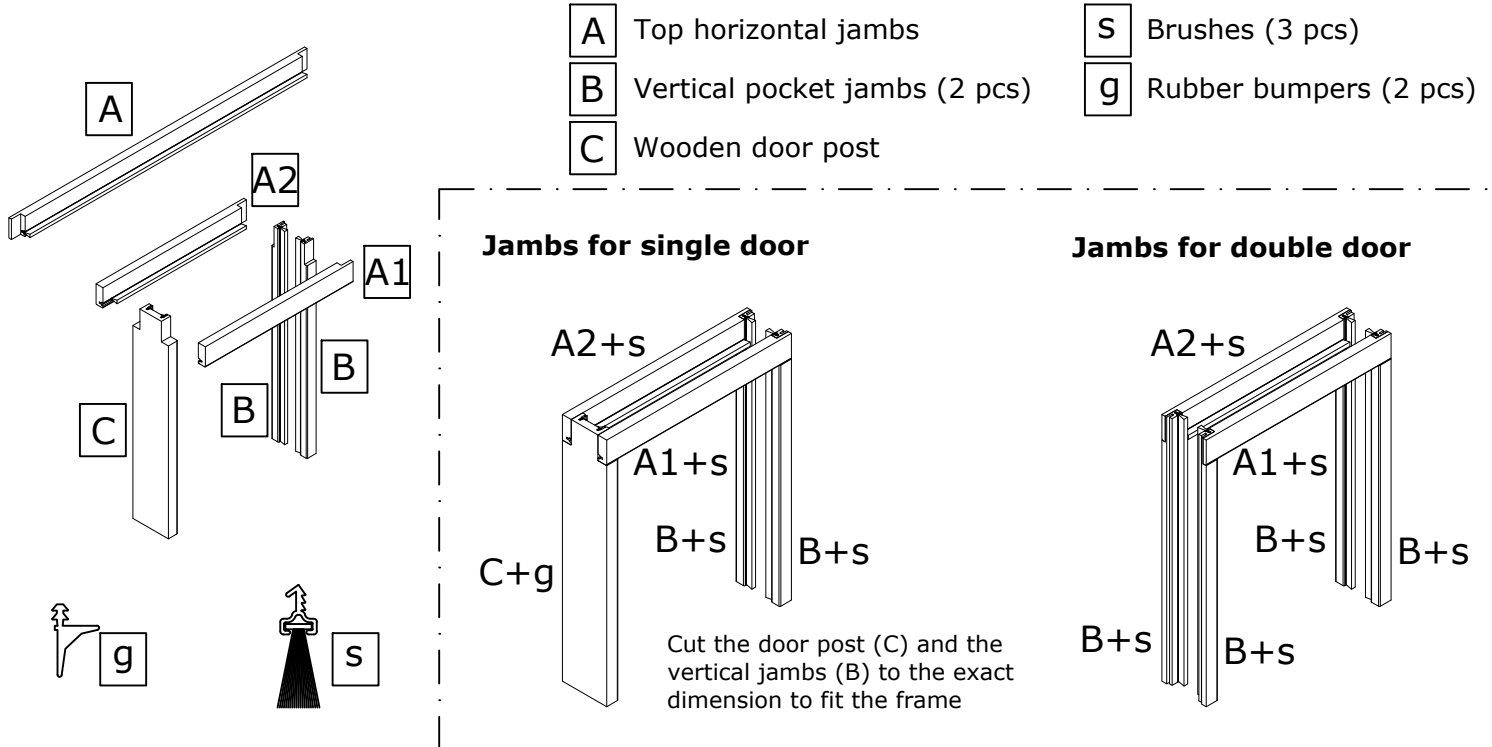 A Top horizontal jambs
B Vertical pocket jambs (2 pcs)
C Wooden door post
s Brushes (3 pcs)
g Rubber bumpers (2 pcs)
A
A2
A1
B
B
C
g
s
Jambs for single door
A2+s
A1+s
B+s
B+s
C+g
Cut the door post (C) and the
vertical jambs (B) to the exact
dimension to fit the frame
Jambs for double door
A2+s
A1+s
B+s
B+s
B+s
B+s